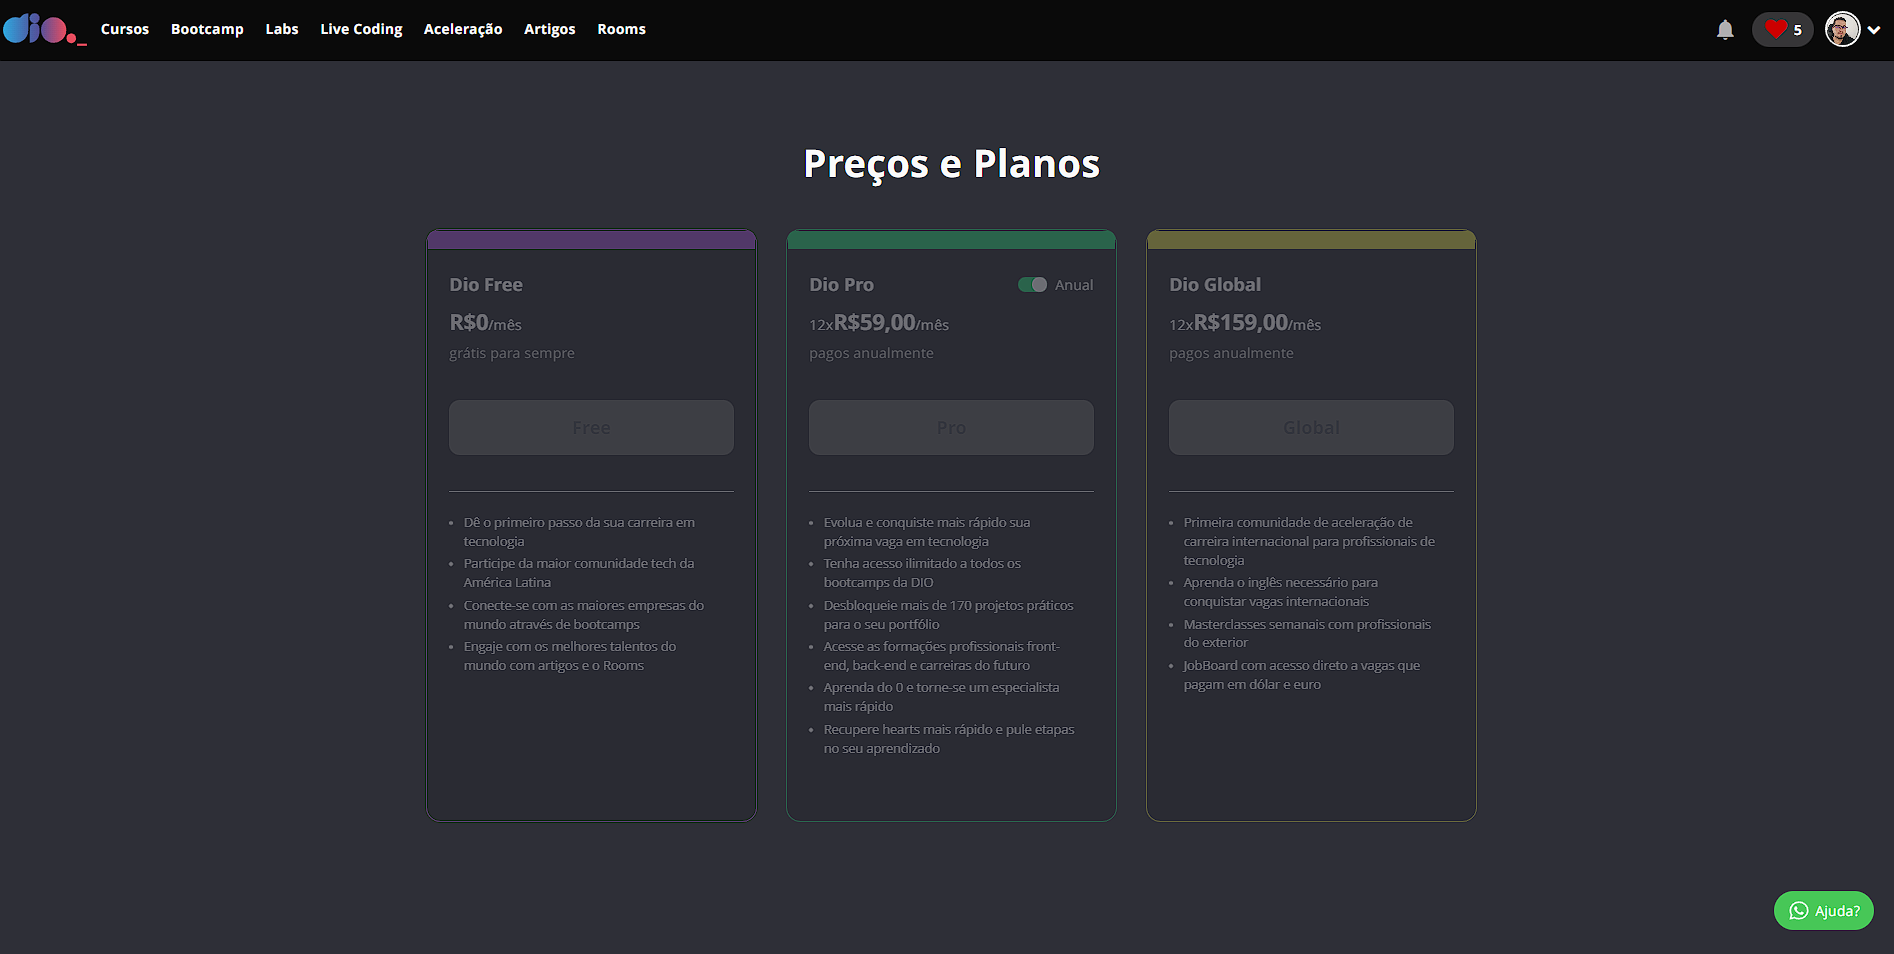 dio._ Cursos Bootcamp Labs Live Coding Aceleração Artigos Rooms 5
Preços e Planos
Dio Free
R$0/mês
grátis para sempre
Free
• Dê o primeiro passo da sua carreira em
tecnologia
• Participe da maior comunidade tech da
América Latina
• Conecte-se com as maiores empresas do
mundo através de bootcamps
• Engaje com os melhores talentos do
mundo com artigos e o Rooms
Dio Pro Anual
12xR$59,00/mês
pagos anualmente
Pro
• Evolua e conquiste mais rápido sua
próxima vaga em tecnologia
• Tenha acesso ilimitado a todos os
bootcamps da DIO
• Desbloqueie mais de 170 projetos práticos
para o seu portfólio
• Acesse as formações profissionais front-
end, back-end e carreiras do futuro
• Aprenda do 0 e torne-se um especialista
mais rápido
• Recupere hearts mais rápido e pule etapas
no seu aprendizado
Dio Global
12xR$159,00/mês
pagos anualmente
Global
• Primeira comunidade de aceleração de
carreira internacional para profissionais de
tecnologia
• Aprenda o inglês necessário para
conquistar vagas internacionais
• Masterclasses semanais com profissionais
do exterior
• JobBoard com acesso direto a vagas que
pagam em dólar e euro
Ajuda?